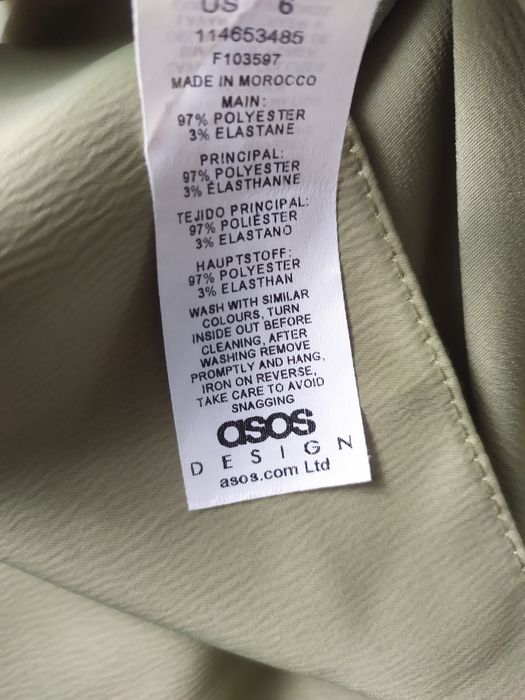 US 6
114653485
F103597
MADE IN MOROCCO
MAIN:
97% POLYESTER
3% ELASTANE
PRINCIPAL:
97% POLYESTER
3% ÉLASTHANNE
TEJIDO PRINCIPAL:
97% POLIÉSTER
3% ELASTANO
HAUPTSTOFF:
97% POLYESTER
3% ELASTHAN
WASH WITH SIMILAR
COLOURS, TURN
INSIDE OUT BEFORE
CLEANING, AFTER
WASHING REMOVE
PROMPTLY AND HANG,
IRON ON REVERSE,
TAKE CARE TO AVOID
SNAGGING
asos
DESIGN
asos.com Ltd